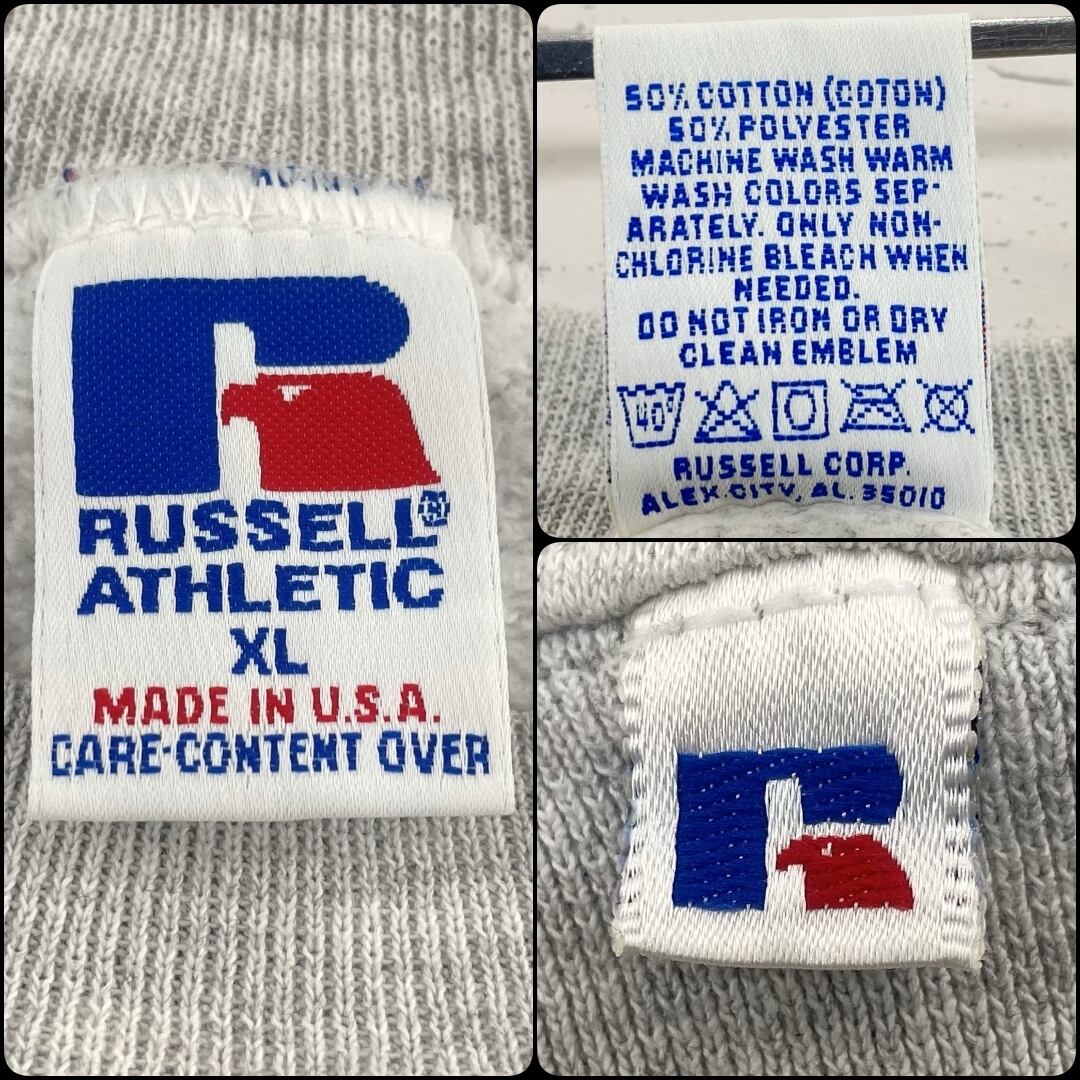 RUSSELL®
ATHLETIC
XL
MADE IN U.S.A.
CARE-CONTENT OVER
50% COTTON (COTON)
50% POLYESTER
MACHINE WASH WARM
WASH COLORS SEP-
ARATELY. ONLY NON-
CHLORINE BLEACH WHEN
NEEDED.
DO NOT IRON OR DRY
CLEAN EMBLEM
40°
RUSSELL CORP.
ALEX. CITY, AL. 35010